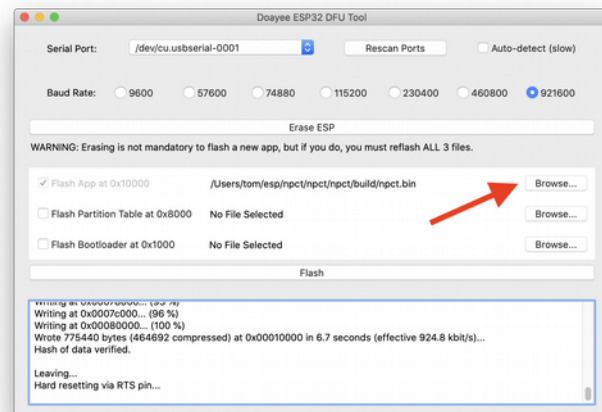 Doayee ESP32 DFU Tool
Serial Port: /dev/cu.usbserial-0001 Rescan Ports Auto-detect (slow)
Baud Rate: 9600 57600 74880 115200 230400 460800 921600
Erase ESP
WARNING: Erasing is not mandatory to flash a new app, but if you do, you must reflash ALL 3 files.
Flash App at 0x10000 /Users/tom/esp/npct/npct/npct/build/npct.bin Browse...
Flash Partition Table at 0x8000 No File Selected Browse...
Flash Bootloader at 0x1000 No File Selected Browse...
Flash
Writing at (93 %)
Writing at 0x0007c000... (96 %)
Writing at 0x00080000... (100 %)
Wrote 775440 bytes (464692 compressed) at 0x00010000 in 6.7 seconds (effective 924.8 kbit/s)...
Hash of data verified.
Leaving...
Hard resetting via RTS pin...